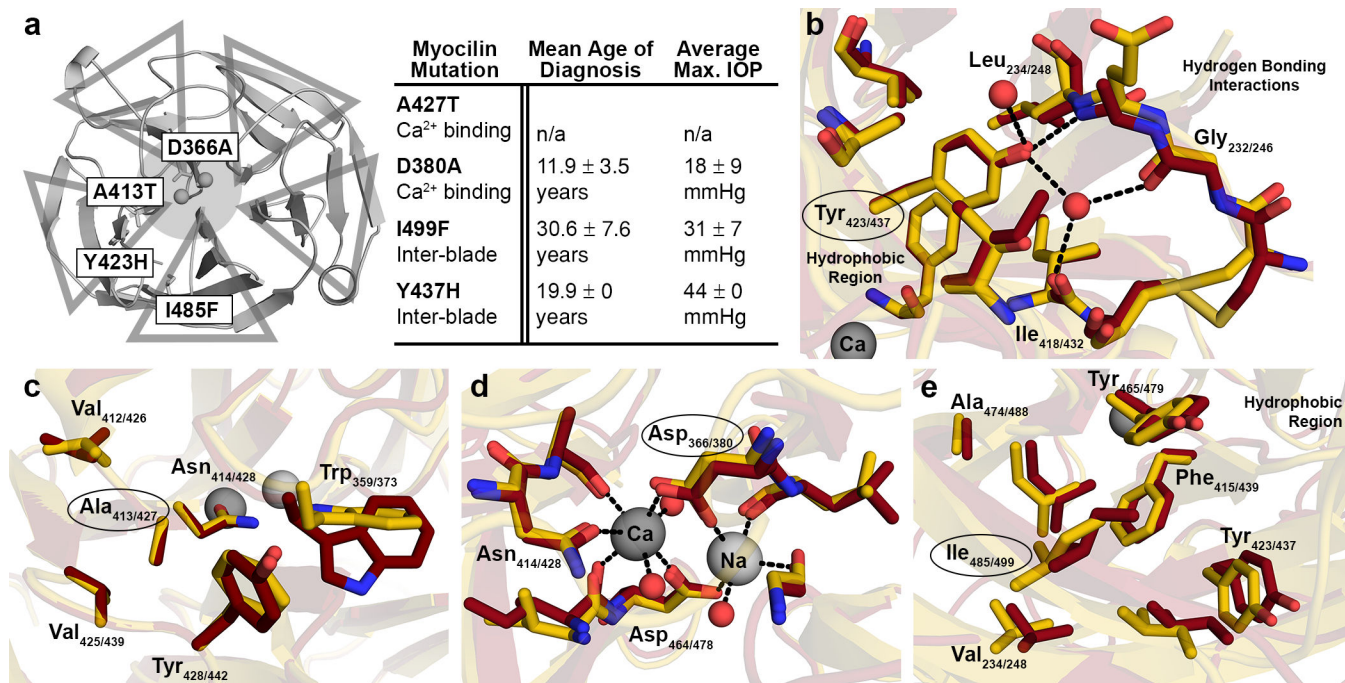 a
D366A
A413T
Y423H
I485F
Myocilin Mean Age of Average
Mutation Diagnosis Max. IOP
A427T
Ca2+ binding n/a n/a
D380A 11.9 ± 3.5 18 ± 9
Ca2+ binding years mmHg
I499F 30.6 ± 7.6 31 ± 7
Inter-blade years mmHg
Y437H 19.9 ± 0 44 ± 0
Inter-blade years mmHg
b
Leu234/248
Hydrogen Bonding
Interactions
Gly232/246
Tyr423/437
Hydrophobic
Region
Ile418/432
Ca
c
Val412/426
Asn414/428
Trp359/373
Ala413/427
Val425/439
Tyr428/442
d
Asp366/380
Ca
Na
Asn414/428
Asp464/478
e
Tyr465/479
Ala474/488
Hydrophobic
Region
Phe415/439
Ile485/499
Tyr423/437
Val234/248